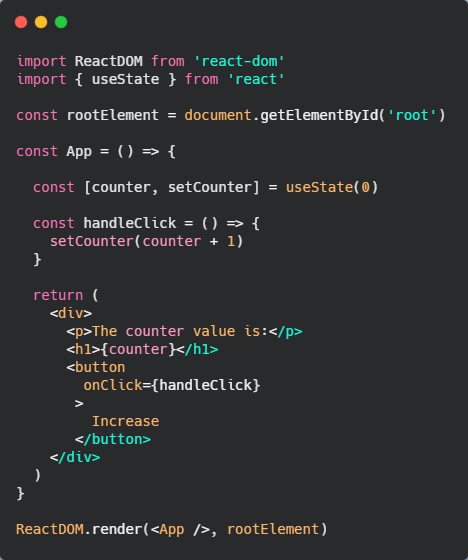 import ReactDOM from 'react-dom'
import { useState } from 'react'

const rootElement = document.getElementById('root')

const App = () => {

  const [counter, setCounter] = useState(0)

  const handleClick = () => {
    setCounter(counter + 1)
  }

  return (
    <div>
      <p>The counter value is:</p>
      <h1>{counter}</h1>
      <button
        onClick={handleClick}
       >
         Increase
       </button>
    </div>
  )
}

ReactDOM.render(<App />, rootElement)